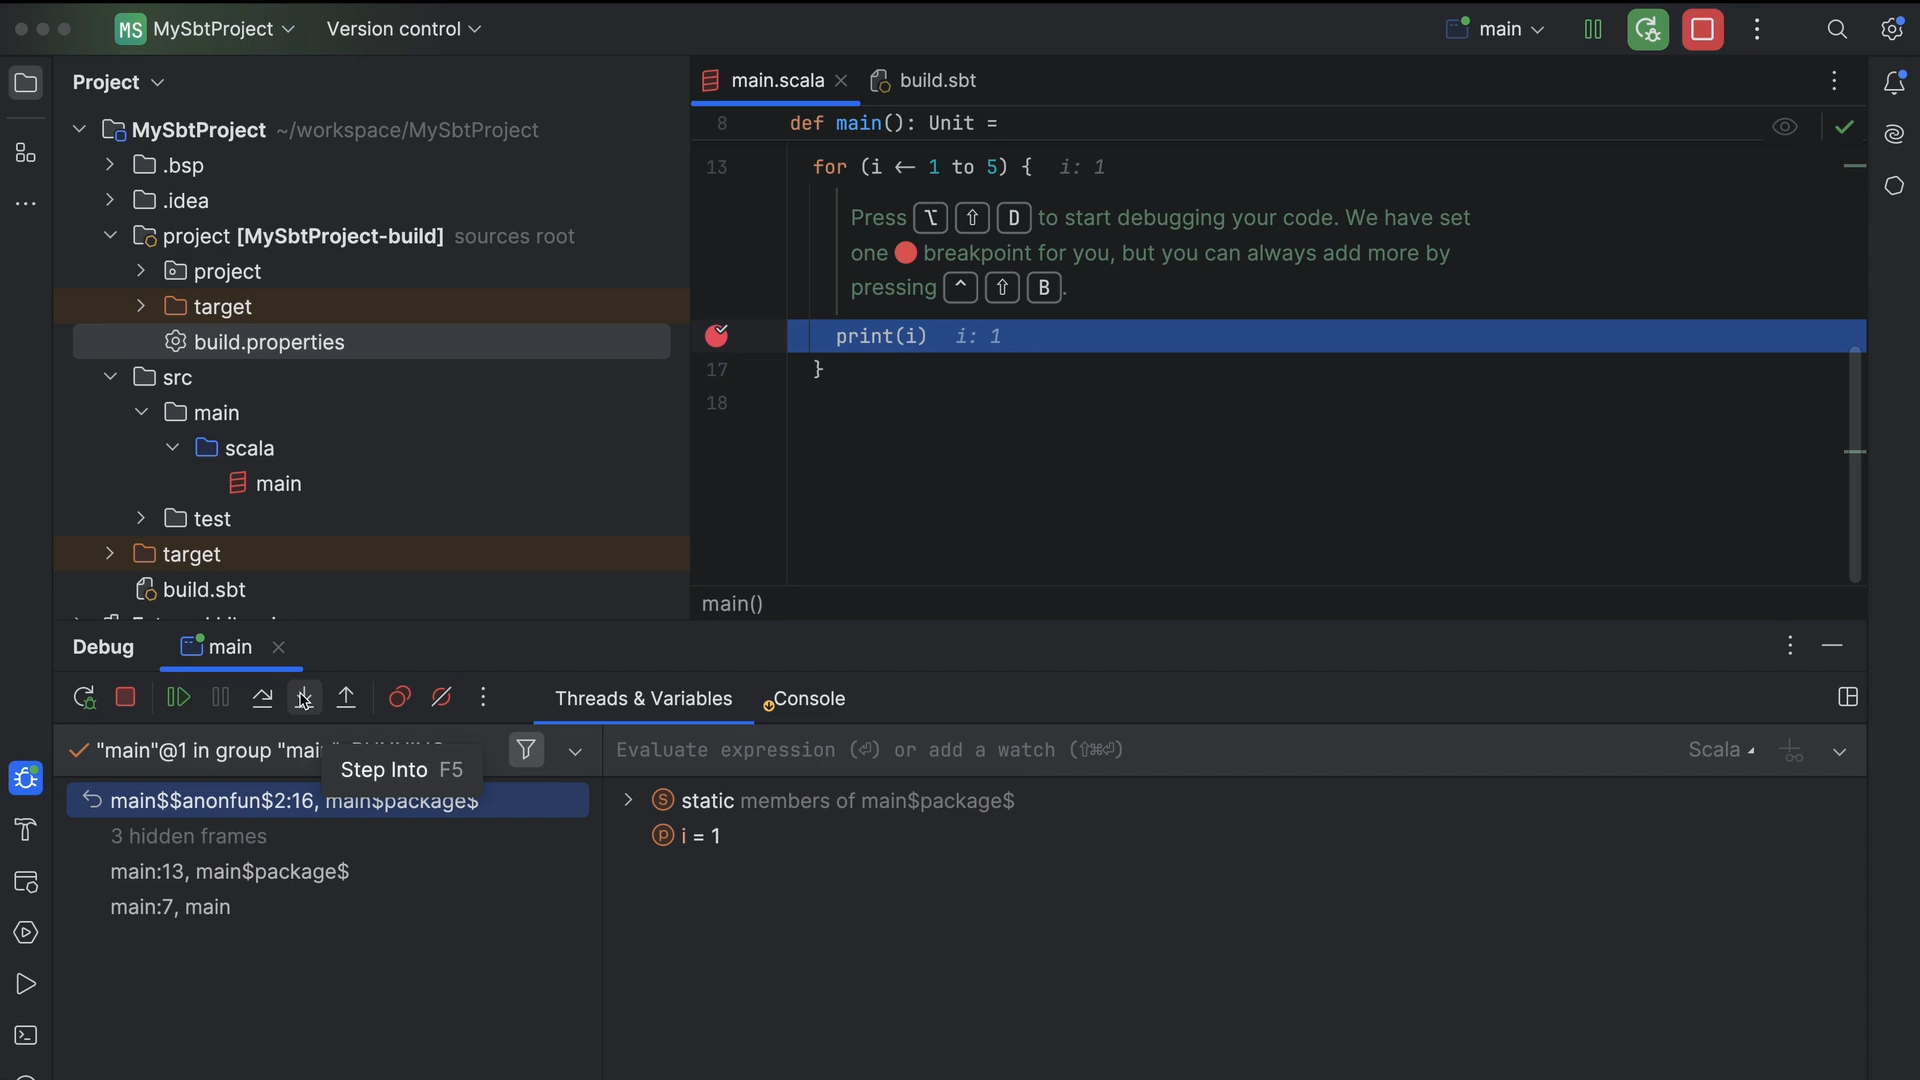 MS MySbtProject Version control main
Project
MySbtProject ~/workspace/MySbtProject
.bsp
.idea
project [MySbtProject-build] sources root
project
target
build.properties
src
main
scala
main
test
target
build.sbt
main.scala build.sbt
8 def main(): Unit =
13 for (i ← 1 to 5) { i: 1
Press ⌥ ⇧ D to start debugging your code. We have set
one breakpoint for you, but you can always add more by
pressing ^ ⇧ B.
print(i) i: 1
17 }
18
main()
Debug main
Threads & Variables Console
"main"@1 in group
Step Into F5
Evaluate expression (⏎) or add a watch (⇧⌘⏎) Scala
main$$anonfun$2:16, main$package$
3 hidden frames
main:13, main$package$
main:7, main
static members of main$package$
i = 1